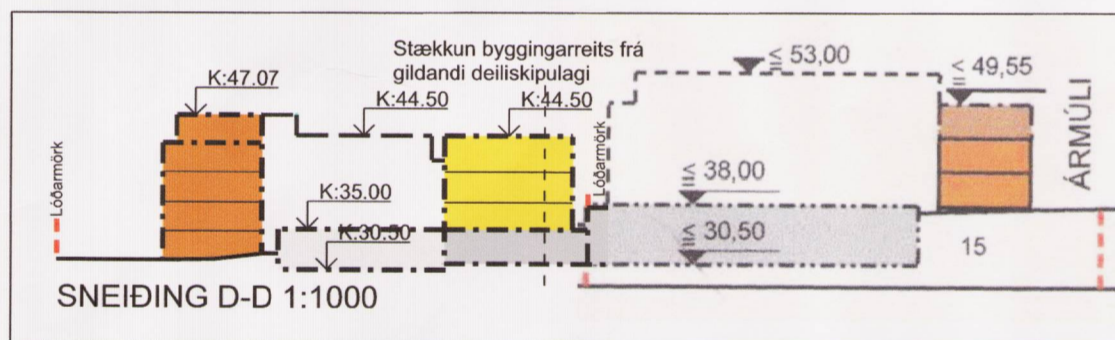 Stækkun byggingarreits frá
gildandi deiliskipulagi
K:47.07
K:44.50
K:44.50
≤ 53,00
≤ 49,55
Lóðarmörk
Lóðarmörk
ÁRMÚLI
K:35.00
≤ 38,00
K:30.50
≤ 30,50
15
SNEIÐING D-D 1:1000